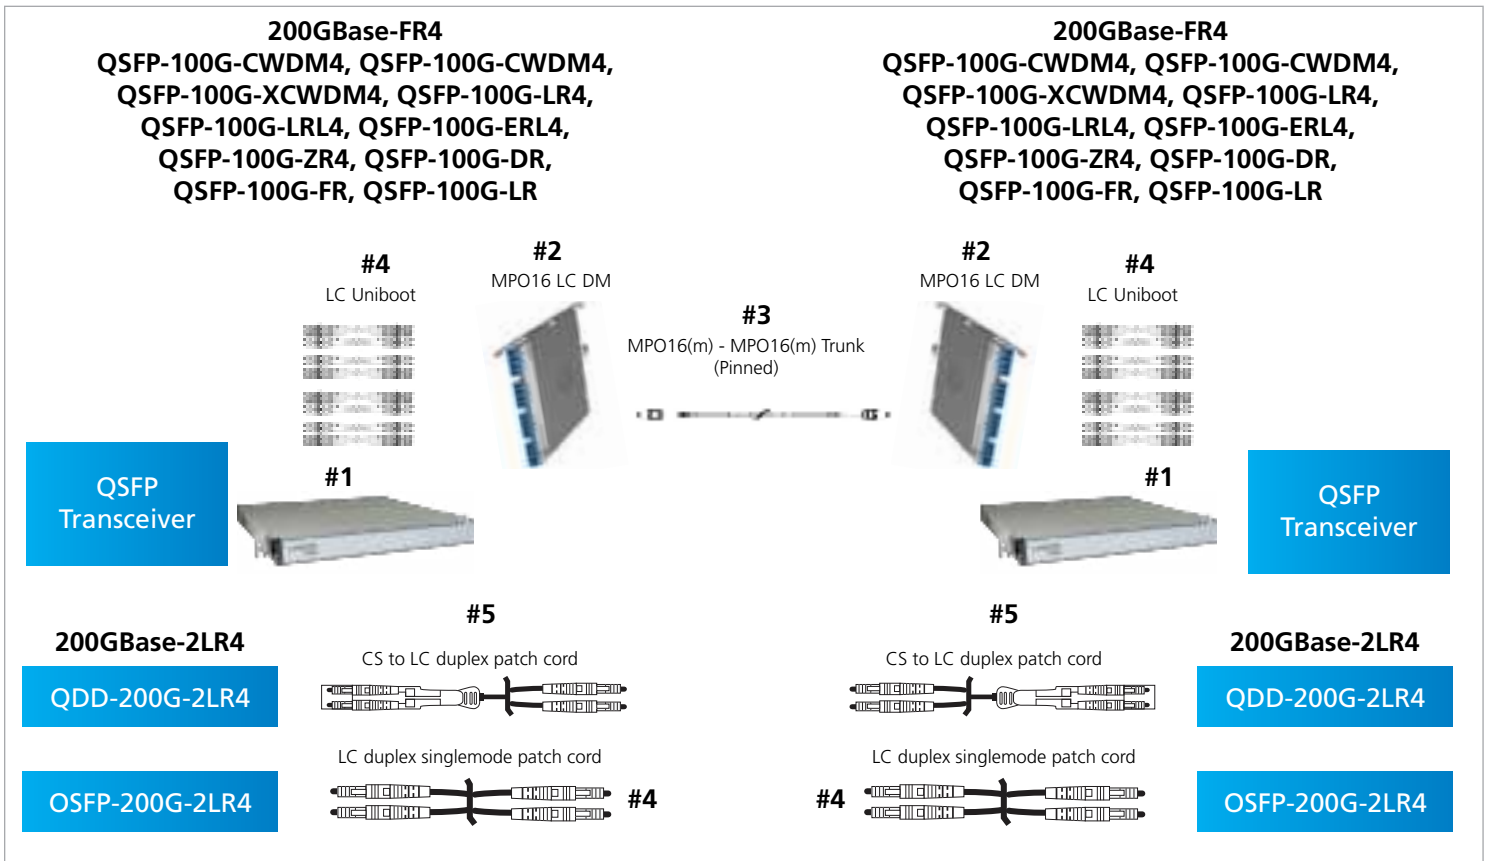 200GBase-FR4
QSFP-100G-CWDM4, QSFP-100G-CWDM4,
QSFP-100G-XCWDM4, QSFP-100G-LR4,
QSFP-100G-LRL4, QSFP-100G-ERL4,
QSFP-100G-ZR4, QSFP-100G-DR,
QSFP-100G-FR, QSFP-100G-LR
200GBase-FR4
QSFP-100G-CWDM4, QSFP-100G-CWDM4,
QSFP-100G-XCWDM4, QSFP-100G-LR4,
QSFP-100G-LRL4, QSFP-100G-ERL4,
QSFP-100G-ZR4, QSFP-100G-DR,
QSFP-100G-FR, QSFP-100G-LR
#4
LC Uniboot
#2
MPO16 LC DM
#3
MPO16(m) - MPO16(m) Trunk
(Pinned)
#2
MPO16 LC DM
#4
LC Uniboot
QSFP
Transceiver
#1
#1
QSFP
Transceiver
#5
#5
200GBase-2LR4
CS to LC duplex patch cord
CS to LC duplex patch cord
200GBase-2LR4
QDD-200G-2LR4
QDD-200G-2LR4
LC duplex singlemode patch cord
LC duplex singlemode patch cord
OSFP-200G-2LR4
#4
#4
OSFP-200G-2LR4